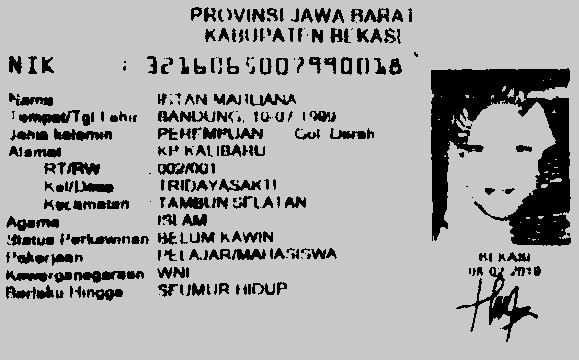 PROVINSI JAWA BARAT
KABUPATEN BEKASI
NIK : 3216065007990018
Nama INTAN MARLIANA
Tempat/Tgl Lahir BANDUNG, 10-07-1999
Jenis kelamin PEREMPUAN Gol Darah
Alamat KP KALIBARU
RT/RW 002/001
Kel/Desa TRIDAYASAKTI
Kecamatan TAMBUN SELATAN
Agama ISLAM
Status Perkawinan BELUM KAWIN
Pekerjaan PELAJAR/MAHASISWA
Kewarganegaraan WNI
Berlaku Hingga SEUMUR HIDUP
BEKASI